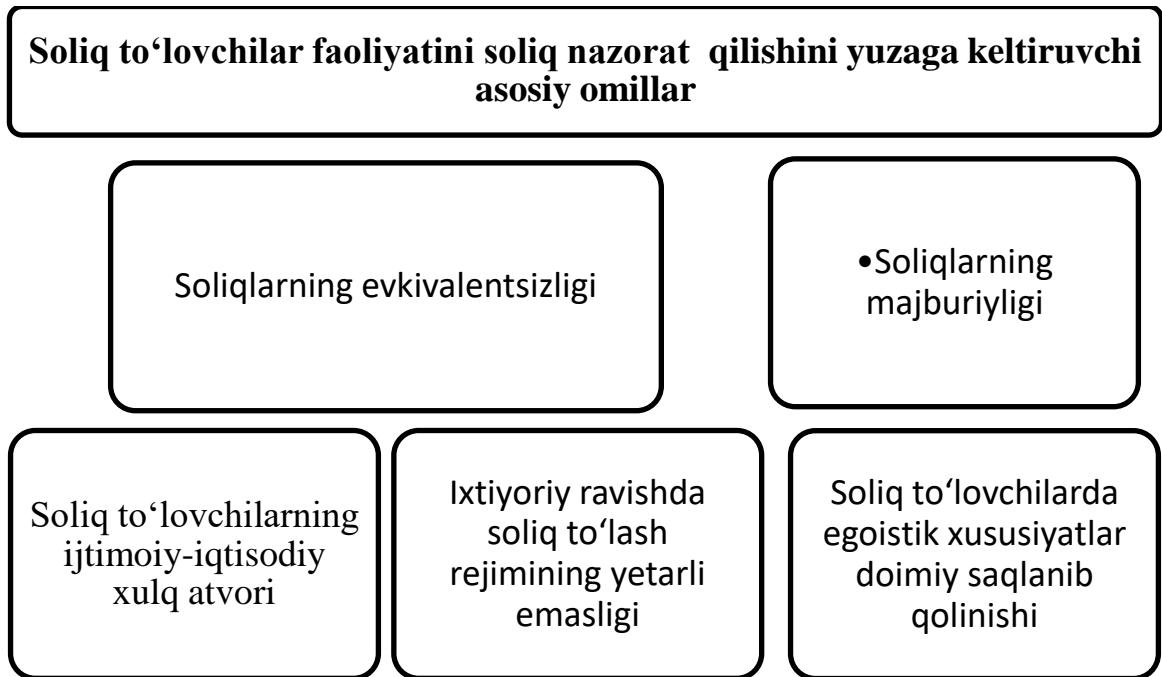 Soliq to‘lovchilar faoliyatini soliq nazorat qilishini yuzaga keltiruvchi
asosiy omillar
Soliqlarning evkivalentsizligi
•Soliqlarning
majburiyligi
Soliq to‘lovchilarning
ijtimoiy-iqtisodiy
xulq atvori
Ixtiyoriy ravishda
soliq to‘lash
rejimining yetarli
emasligi
Soliq to‘lovchilarda
egoistik xususiyatlar
doimiy saqlanib
qolinishi